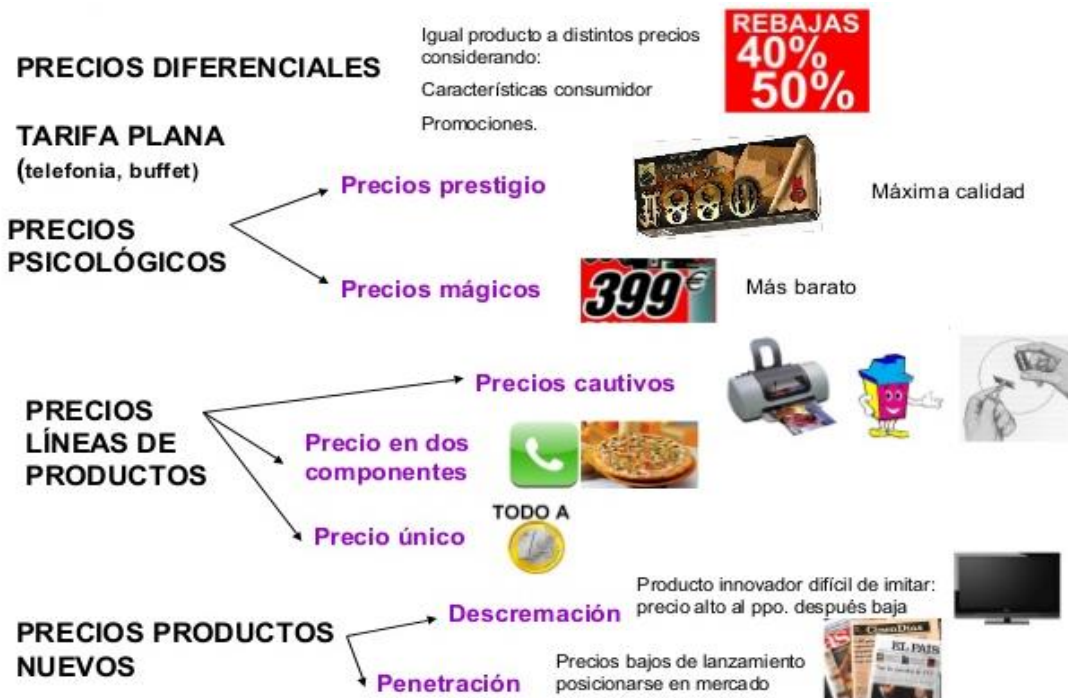 PRECIOS DIFERENCIALES
Igual producto a distintos precios
considerando:
Características consumidor
Promociones.
REBAJAS
40%
50%
TARIFA PLANA
(telefonia, buffet)
PRECIOS
PSICOLÓGICOS
Precios prestigio
Máxima calidad
Precios mágicos
399€
Más barato
PRECIOS
LÍNEAS DE
PRODUCTOS
Precios cautivos
Precio en dos
componentes
Precio único
TODO A
1
PRECIOS PRODUCTOS
NUEVOS
Descremación
Producto innovador difícil de imitar:
precio alto al ppo. después baja
Penetración
Precios bajos de lanzamiento
posicionarse en mercado
as
CincoDías
EL PAIS